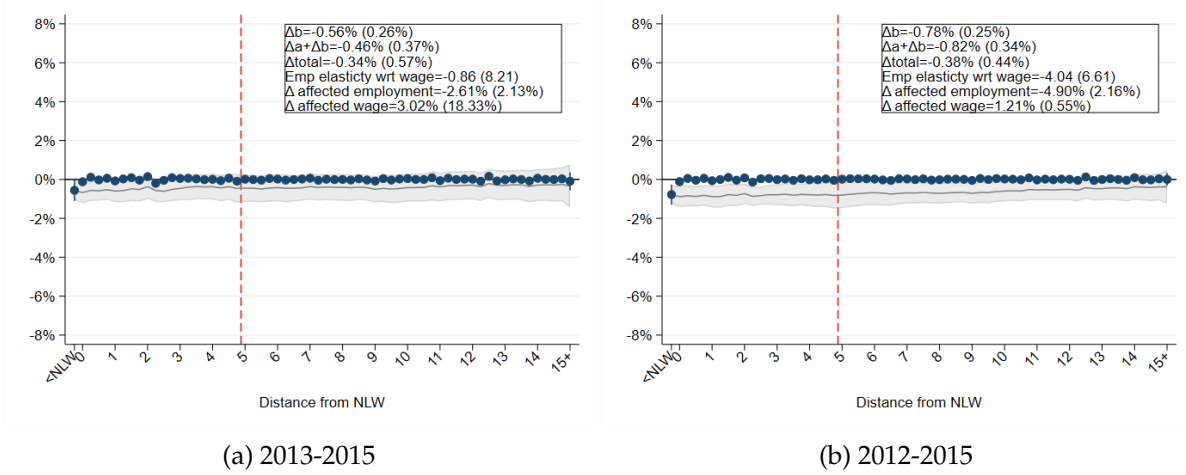 8%
6%
4%
2%
0%
-2%
-4%
-6%
-8%
Δb=-0.56% (0.26%)
Δa+Δb=-0.46% (0.37%)
Δtotal=-0.34% (0.57%)
Emp elasticty wrt wage=-0.86 (8.21)
Δ affected employment=-2.61% (2.13%)
Δ affected wage=3.02% (18.33%)
<NLW 0 1 2 3 4 5 6 7 8 9 10 11 12 13 14 15+
Distance from NLW
(a) 2013-2015
8%
6%
4%
2%
0%
-2%
-4%
-6%
-8%
Δb=-0.78% (0.25%)
Δa+Δb=-0.82% (0.34%)
Δtotal=-0.38% (0.44%)
Emp elasticty wrt wage=-4.04 (6.61)
Δ affected employment=-4.90% (2.16%)
Δ affected wage=1.21% (0.55%)
<NLW 0 1 2 3 4 5 6 7 8 9 10 11 12 13 14 15+
Distance from NLW
(b) 2012-2015